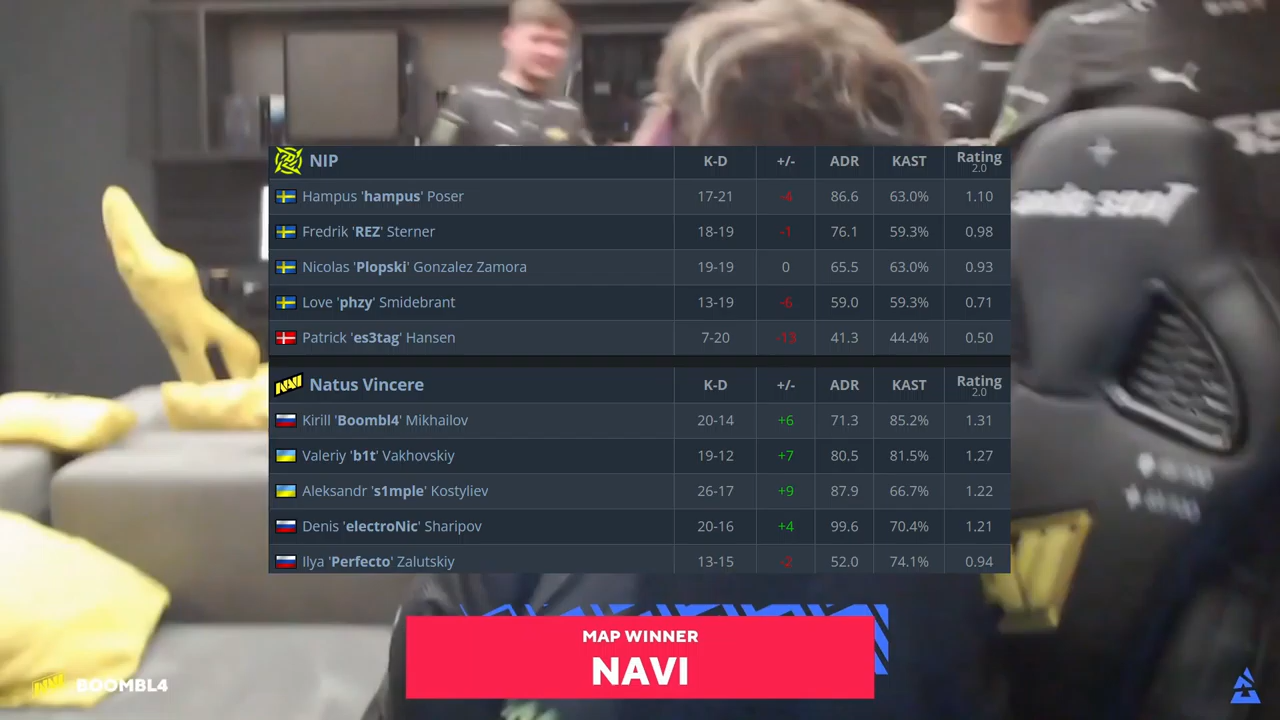 NIP K-D +/- ADR KAST Rating 2.0
Hampus 'hampus' Poser 17-21 -4 86.6 63.0% 1.10
Fredrik 'REZ' Sterner 18-19 -1 76.1 59.3% 0.98
Nicolas 'Plopski' Gonzalez Zamora 19-19 0 65.5 63.0% 0.93
Love 'phzy' Smidebrant 13-19 -6 59.0 59.3% 0.71
Patrick 'es3tag' Hansen 7-20 -13 41.3 44.4% 0.50
NAVI Natus Vincere K-D +/- ADR KAST Rating 2.0
Kirill 'Boombl4' Mikhailov 20-14 +6 71.3 85.2% 1.31
Valeriy 'b1t' Vakhovskiy 19-12 +7 80.5 81.5% 1.27
Aleksandr 's1mple' Kostyliev 26-17 +9 87.9 66.7% 1.22
Denis 'electroNic' Sharipov 20-16 +4 99.6 70.4% 1.21
Ilya 'Perfecto' Zalutskiy 13-15 -2 52.0 74.1% 0.94
MAP WINNER
NAVI
NAVI BOOMBL4